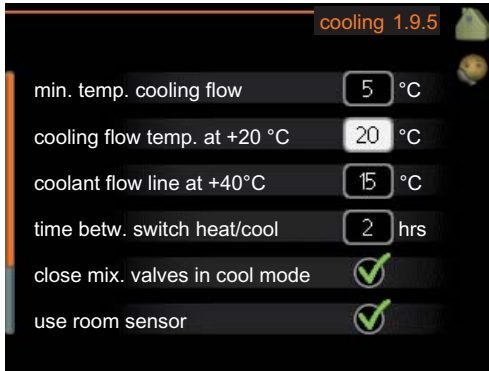 cooling 1.9.5
min. temp. cooling flow 5 °C
cooling flow temp. at +20 °C 20 °C
coolant flow line at +40°C 15 °C
time betw. switch heat/cool 2 hrs
close mix. valves in cool mode
use room sensor